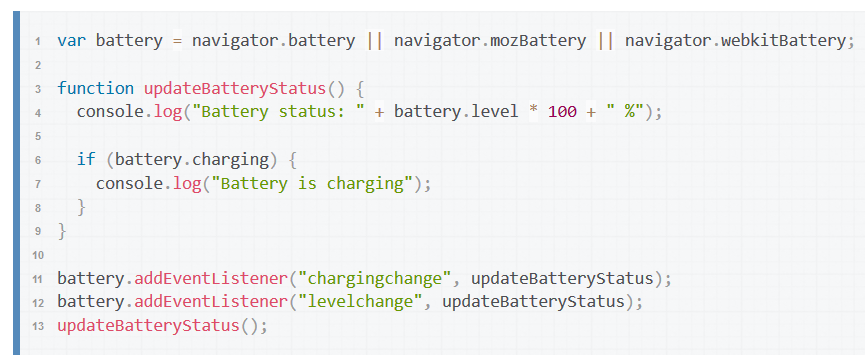 1 var battery = navigator.battery || navigator.mozBattery || navigator.webkitBattery;
2
3 function updateBatteryStatus() {
4   console.log("Battery status: " + battery.level * 100 + " %");
5
6   if (battery.charging) {
7     console.log("Battery is charging");
8   }
9 }
10
11 battery.addEventListener("chargingchange", updateBatteryStatus);
12 battery.addEventListener("levelchange", updateBatteryStatus);
13 updateBatteryStatus();